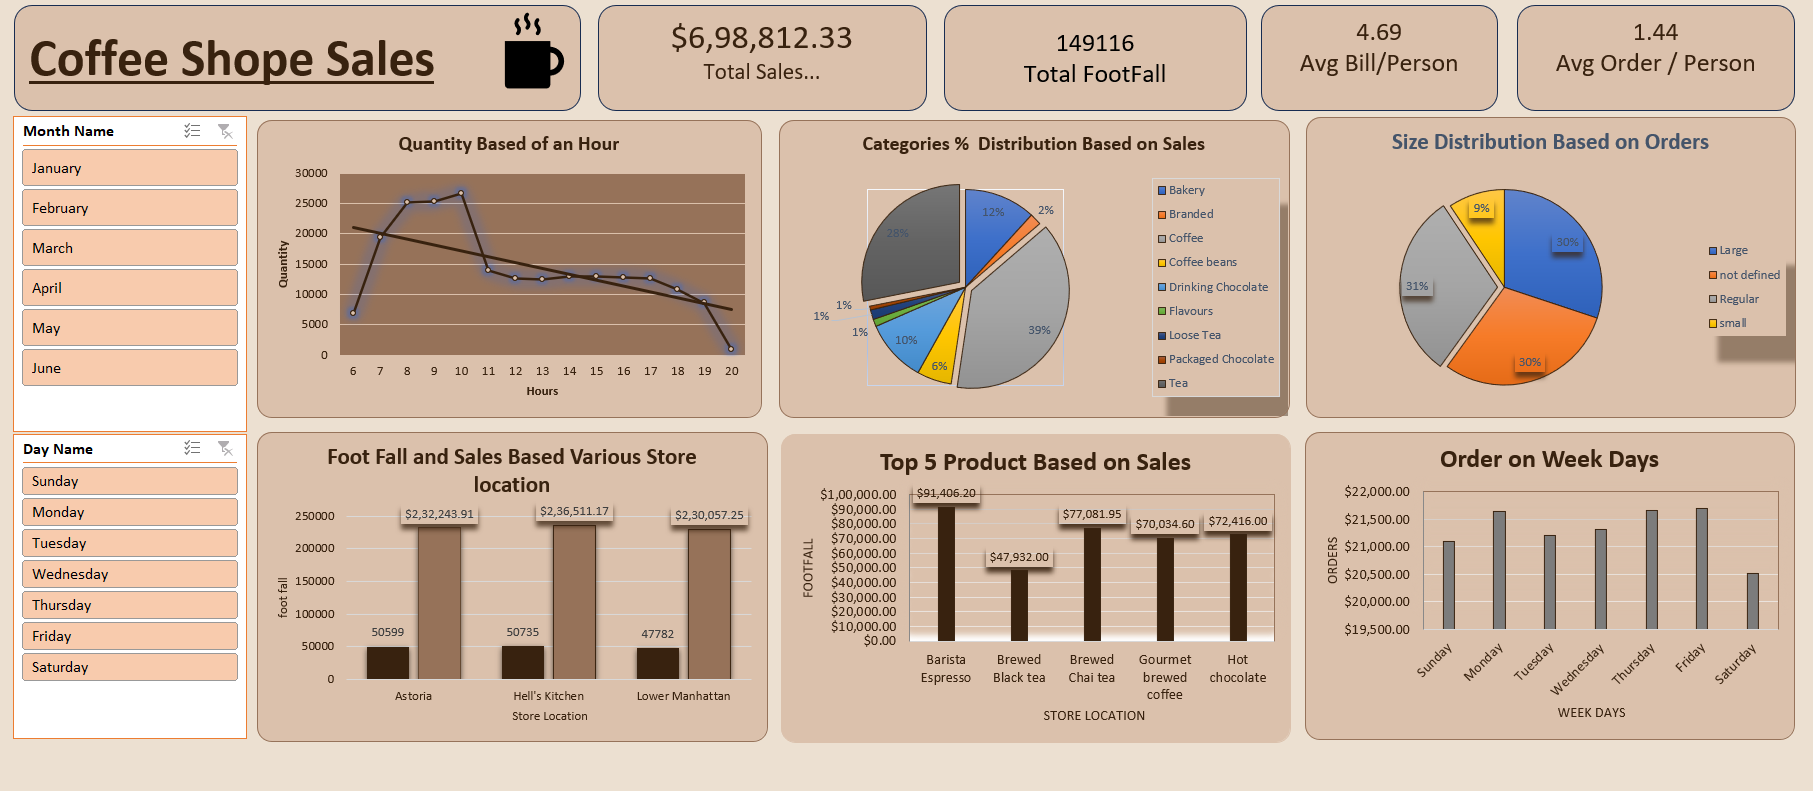 Coffee Shope Sales
$6,98,812.33
Total Sales...
149116
Total FootFall
4.69
Avg Bill/Person
1.44
Avg Order / Person
Month Name
January
February
March
April
May
June
Day Name
Sunday
Monday
Tuesday
Wednesday
Thursday
Friday
Saturday
Quantity Based of an Hour
Quantity
30000
25000
20000
15000
10000
5000
0
6 7 8 9 10 11 12 13 14 15 16 17 18 19 20
Hours
Categories % Distribution Based on Sales
12%
2%
28%
39%
1%
1%
1%
10%
6%
Bakery
Branded
Coffee
Coffee beans
Drinking Chocolate
Flavours
Loose Tea
Packaged Chocolate
Tea
Size Distribution Based on Orders
9%
30%
31%
30%
Large
not defined
Regular
small
Foot Fall and Sales Based Various Store
location
foot fall
250000
200000
150000
100000
50000
0
$2,32,243.91
$2,36,511.17
$2,30,057.25
50599
50735
47782
Astoria
Hell's Kitchen
Lower Manhattan
Store Location
Top 5 Product Based on Sales
FOOTFALL
$1,00,000.00
$90,000.00
$80,000.00
$70,000.00
$60,000.00
$50,000.00
$40,000.00
$30,000.00
$20,000.00
$10,000.00
$0.00
$91,406.20
$47,932.00
$77,081.95
$70,034.60
$72,416.00
Barista
Espresso
Brewed
Black tea
Brewed
Chai tea
Gourmet
brewed
coffee
Hot
chocolate
STORE LOCATION
Order on Week Days
ORDERS
$22,000.00
$21,500.00
$21,000.00
$20,500.00
$20,000.00
$19,500.00
Sunday
Monday
Tuesday
Wednesday
Thursday
Friday
Saturday
WEEK DAYS